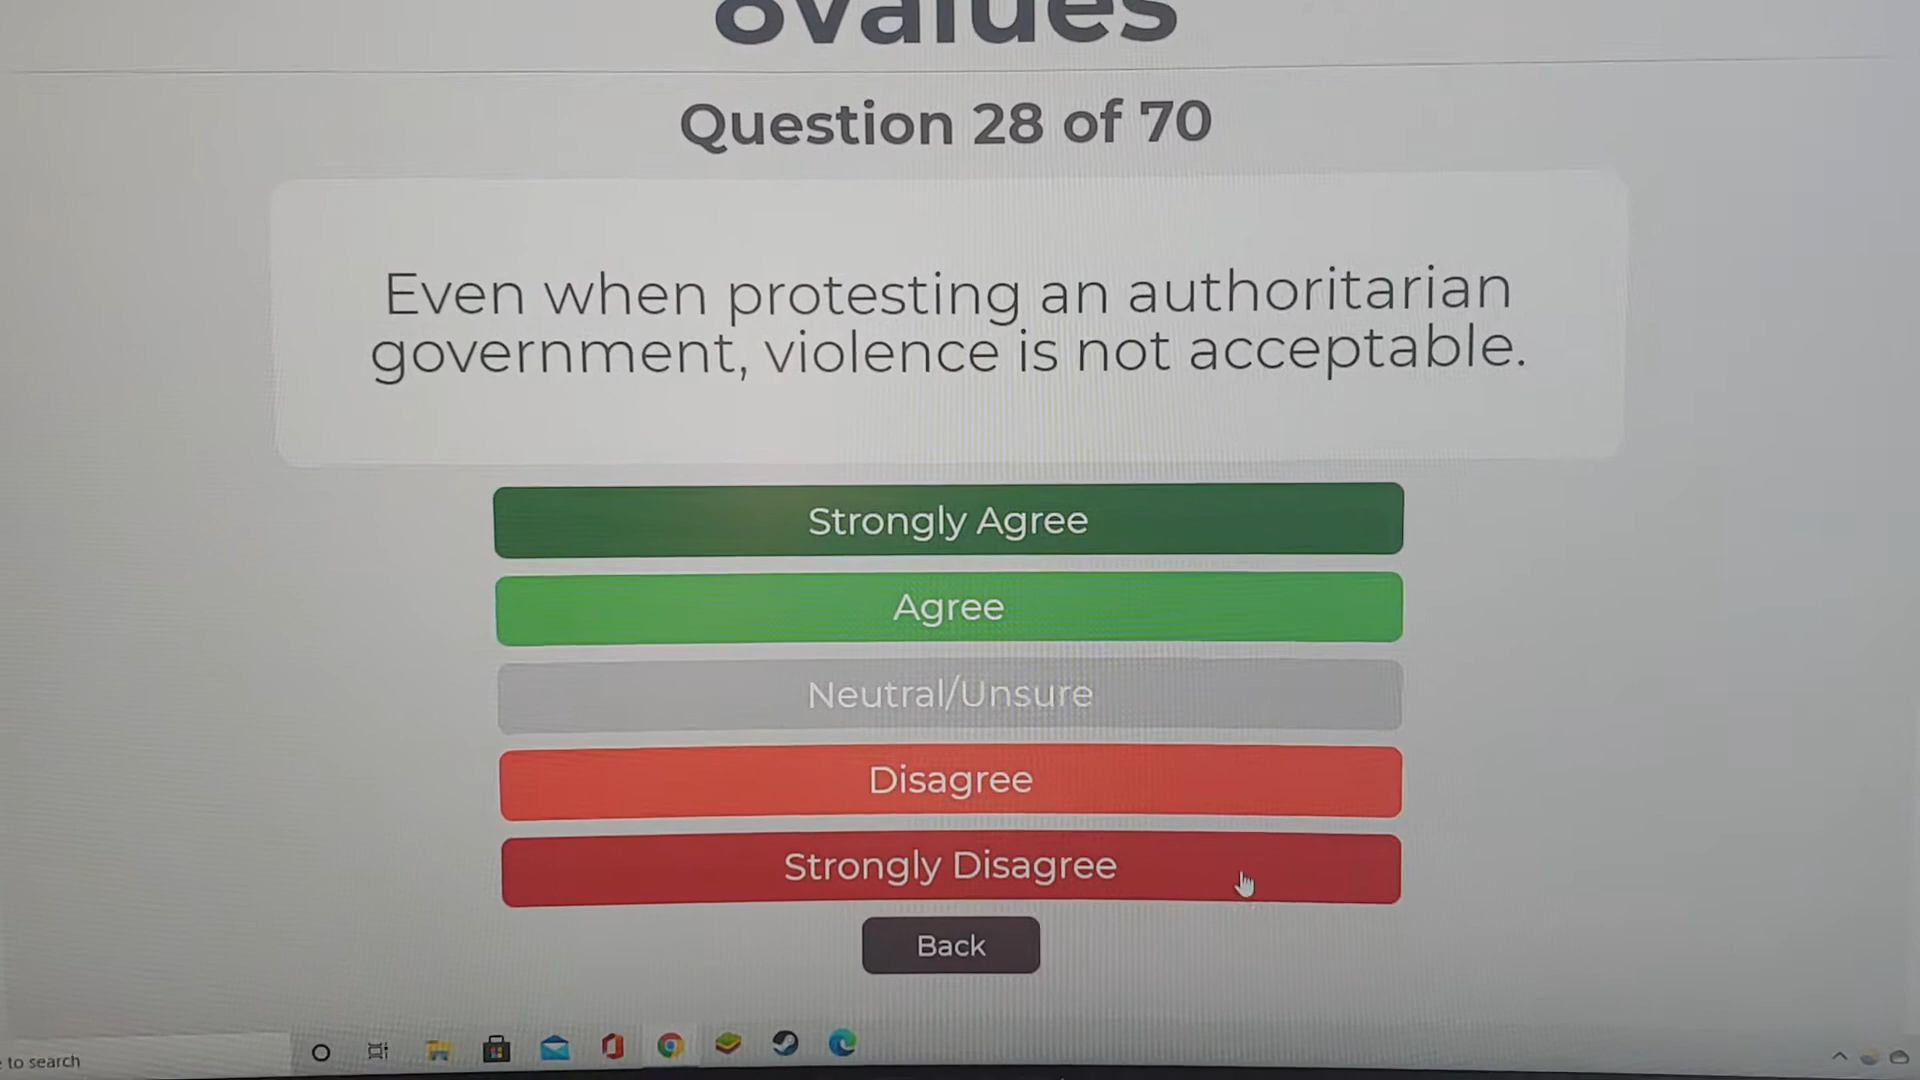 8values
Question 28 of 70
Even when protesting an authoritarian
government, violence is not acceptable.
Strongly Agree
Agree
Neutral/Unsure
Disagree
Strongly Disagree
Back
to search